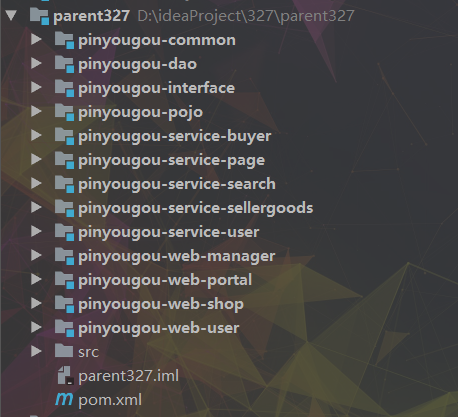 parent327 D:\ideaProject\327\parent327
pinyougou-common
pinyougou-dao
pinyougou-interface
pinyougou-pojo
pinyougou-service-buyer
pinyougou-service-page
pinyougou-service-search
pinyougou-service-sellergoods
pinyougou-service-user
pinyougou-web-manager
pinyougou-web-portal
pinyougou-web-shop
pinyougou-web-user
src
parent327.iml
pom.xml